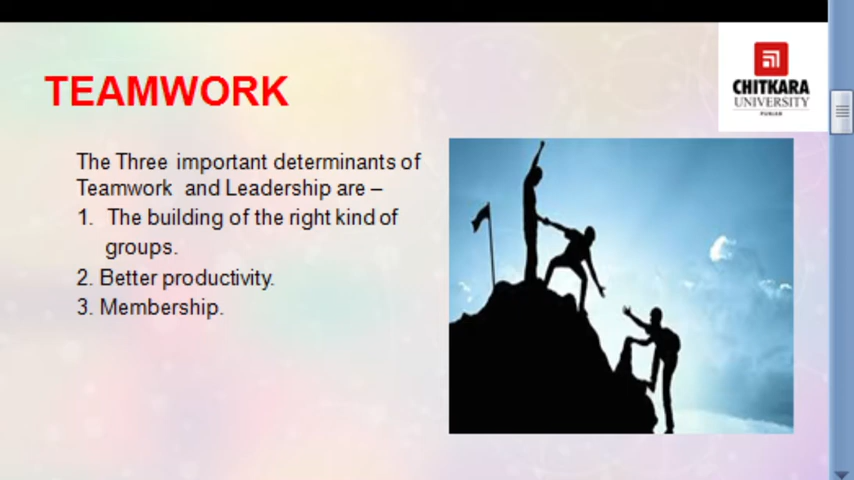 TEAMWORK
CHITKARA
UNIVERSITY
PUNJAB
The Three important determinants of
Teamwork and Leadership are –
1. The building of the right kind of
groups.
2. Better productivity.
3. Membership.